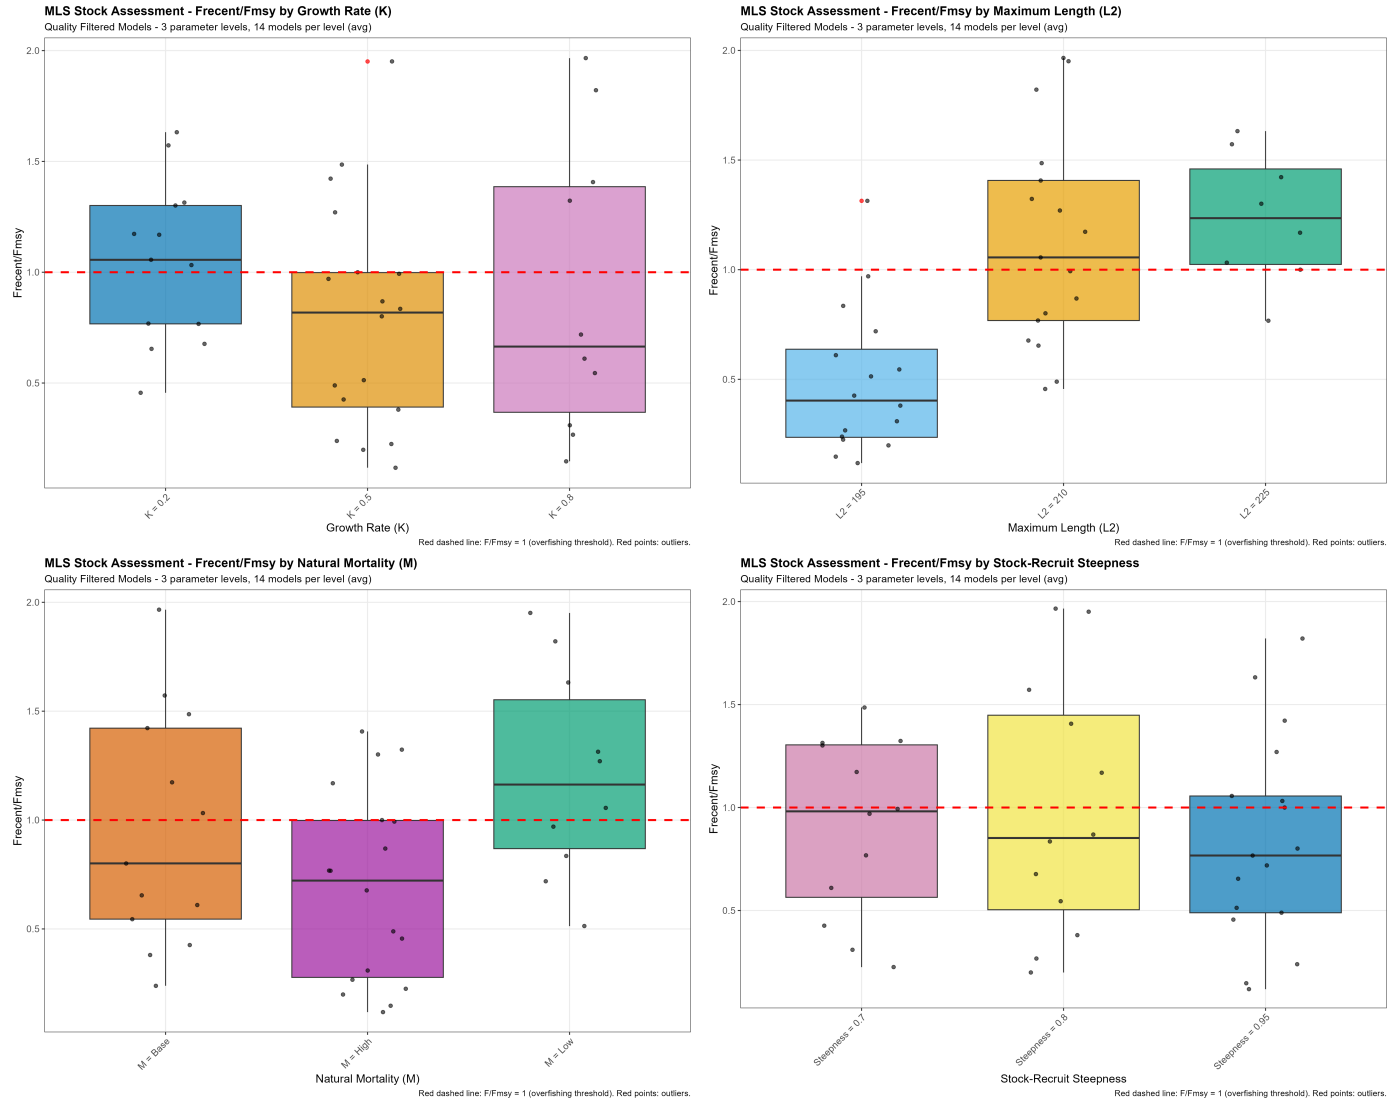 MLS Stock Assessment - Frecent/Fmsy by Growth Rate (K)
Quality Filtered Models - 3 parameter levels, 14 models per level (avg)
Frecent/Fmsy
2.0
1.5
1.0
0.5
K = 0.2
K = 0.5
K = 0.8
Growth Rate (K)
Red dashed line: F/Fmsy = 1 (overfishing threshold). Red points: outliers.
MLS Stock Assessment - Frecent/Fmsy by Maximum Length (L2)
Quality Filtered Models - 3 parameter levels, 14 models per level (avg)
Frecent/Fmsy
2.0
1.5
1.0
0.5
L2 = 195
L2 = 210
L2 = 225
Maximum Length (L2)
Red dashed line: F/Fmsy = 1 (overfishing threshold). Red points: outliers.
MLS Stock Assessment - Frecent/Fmsy by Natural Mortality (M)
Quality Filtered Models - 3 parameter levels, 14 models per level (avg)
Frecent/Fmsy
2.0
1.5
1.0
0.5
M = Base
M = High
M = Low
Natural Mortality (M)
Red dashed line: F/Fmsy = 1 (overfishing threshold). Red points: outliers.
MLS Stock Assessment - Frecent/Fmsy by Stock-Recruit Steepness
Quality Filtered Models - 3 parameter levels, 14 models per level (avg)
Frecent/Fmsy
2.0
1.5
1.0
0.5
Steepness = 0.7
Steepness = 0.8
Steepness = 0.95
Stock-Recruit Steepness
Red dashed line: F/Fmsy = 1 (overfishing threshold). Red points: outliers.